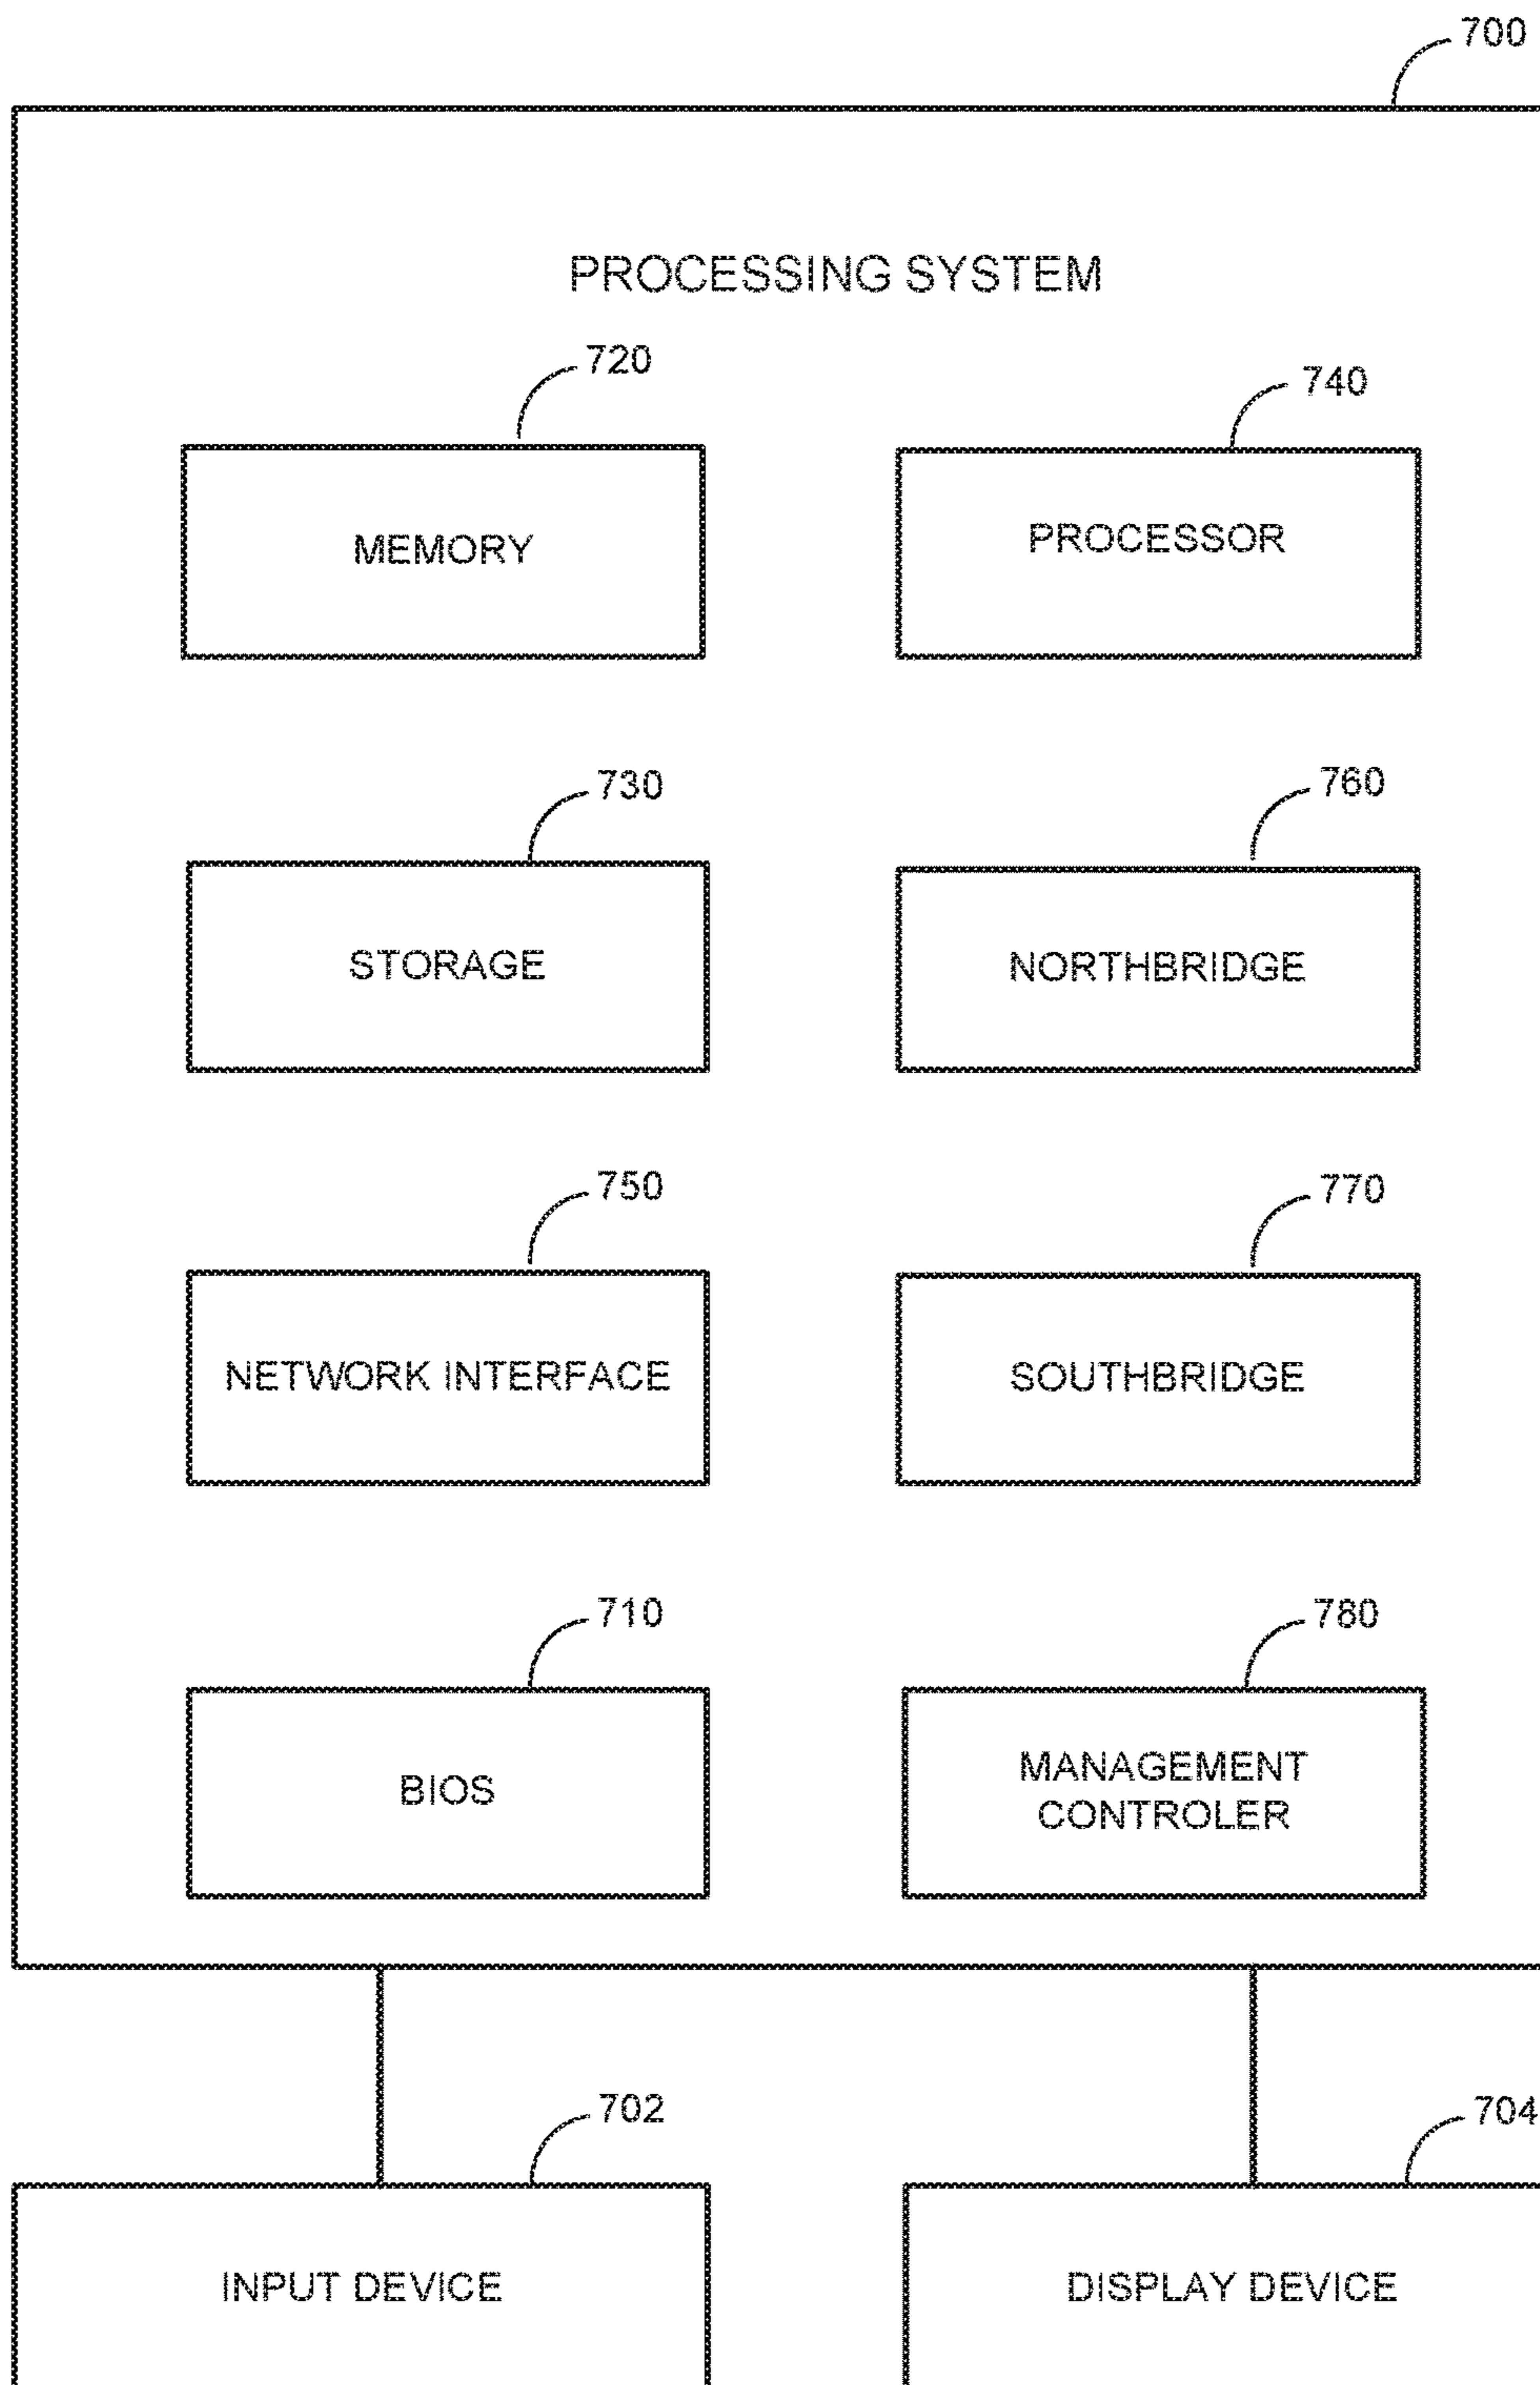 700
PROCESSING SYSTEM
720
740
MEMORY
PROCESSOR
730
760
STORAGE
NORTHBRIDGE
750
770
NETWORK INTERFACE
SOUTHBRIDGE
710
780
BIOS
MANAGEMENT
CONTROLER
702
704
INPUT DEVICE
DISPLAY DEVICE